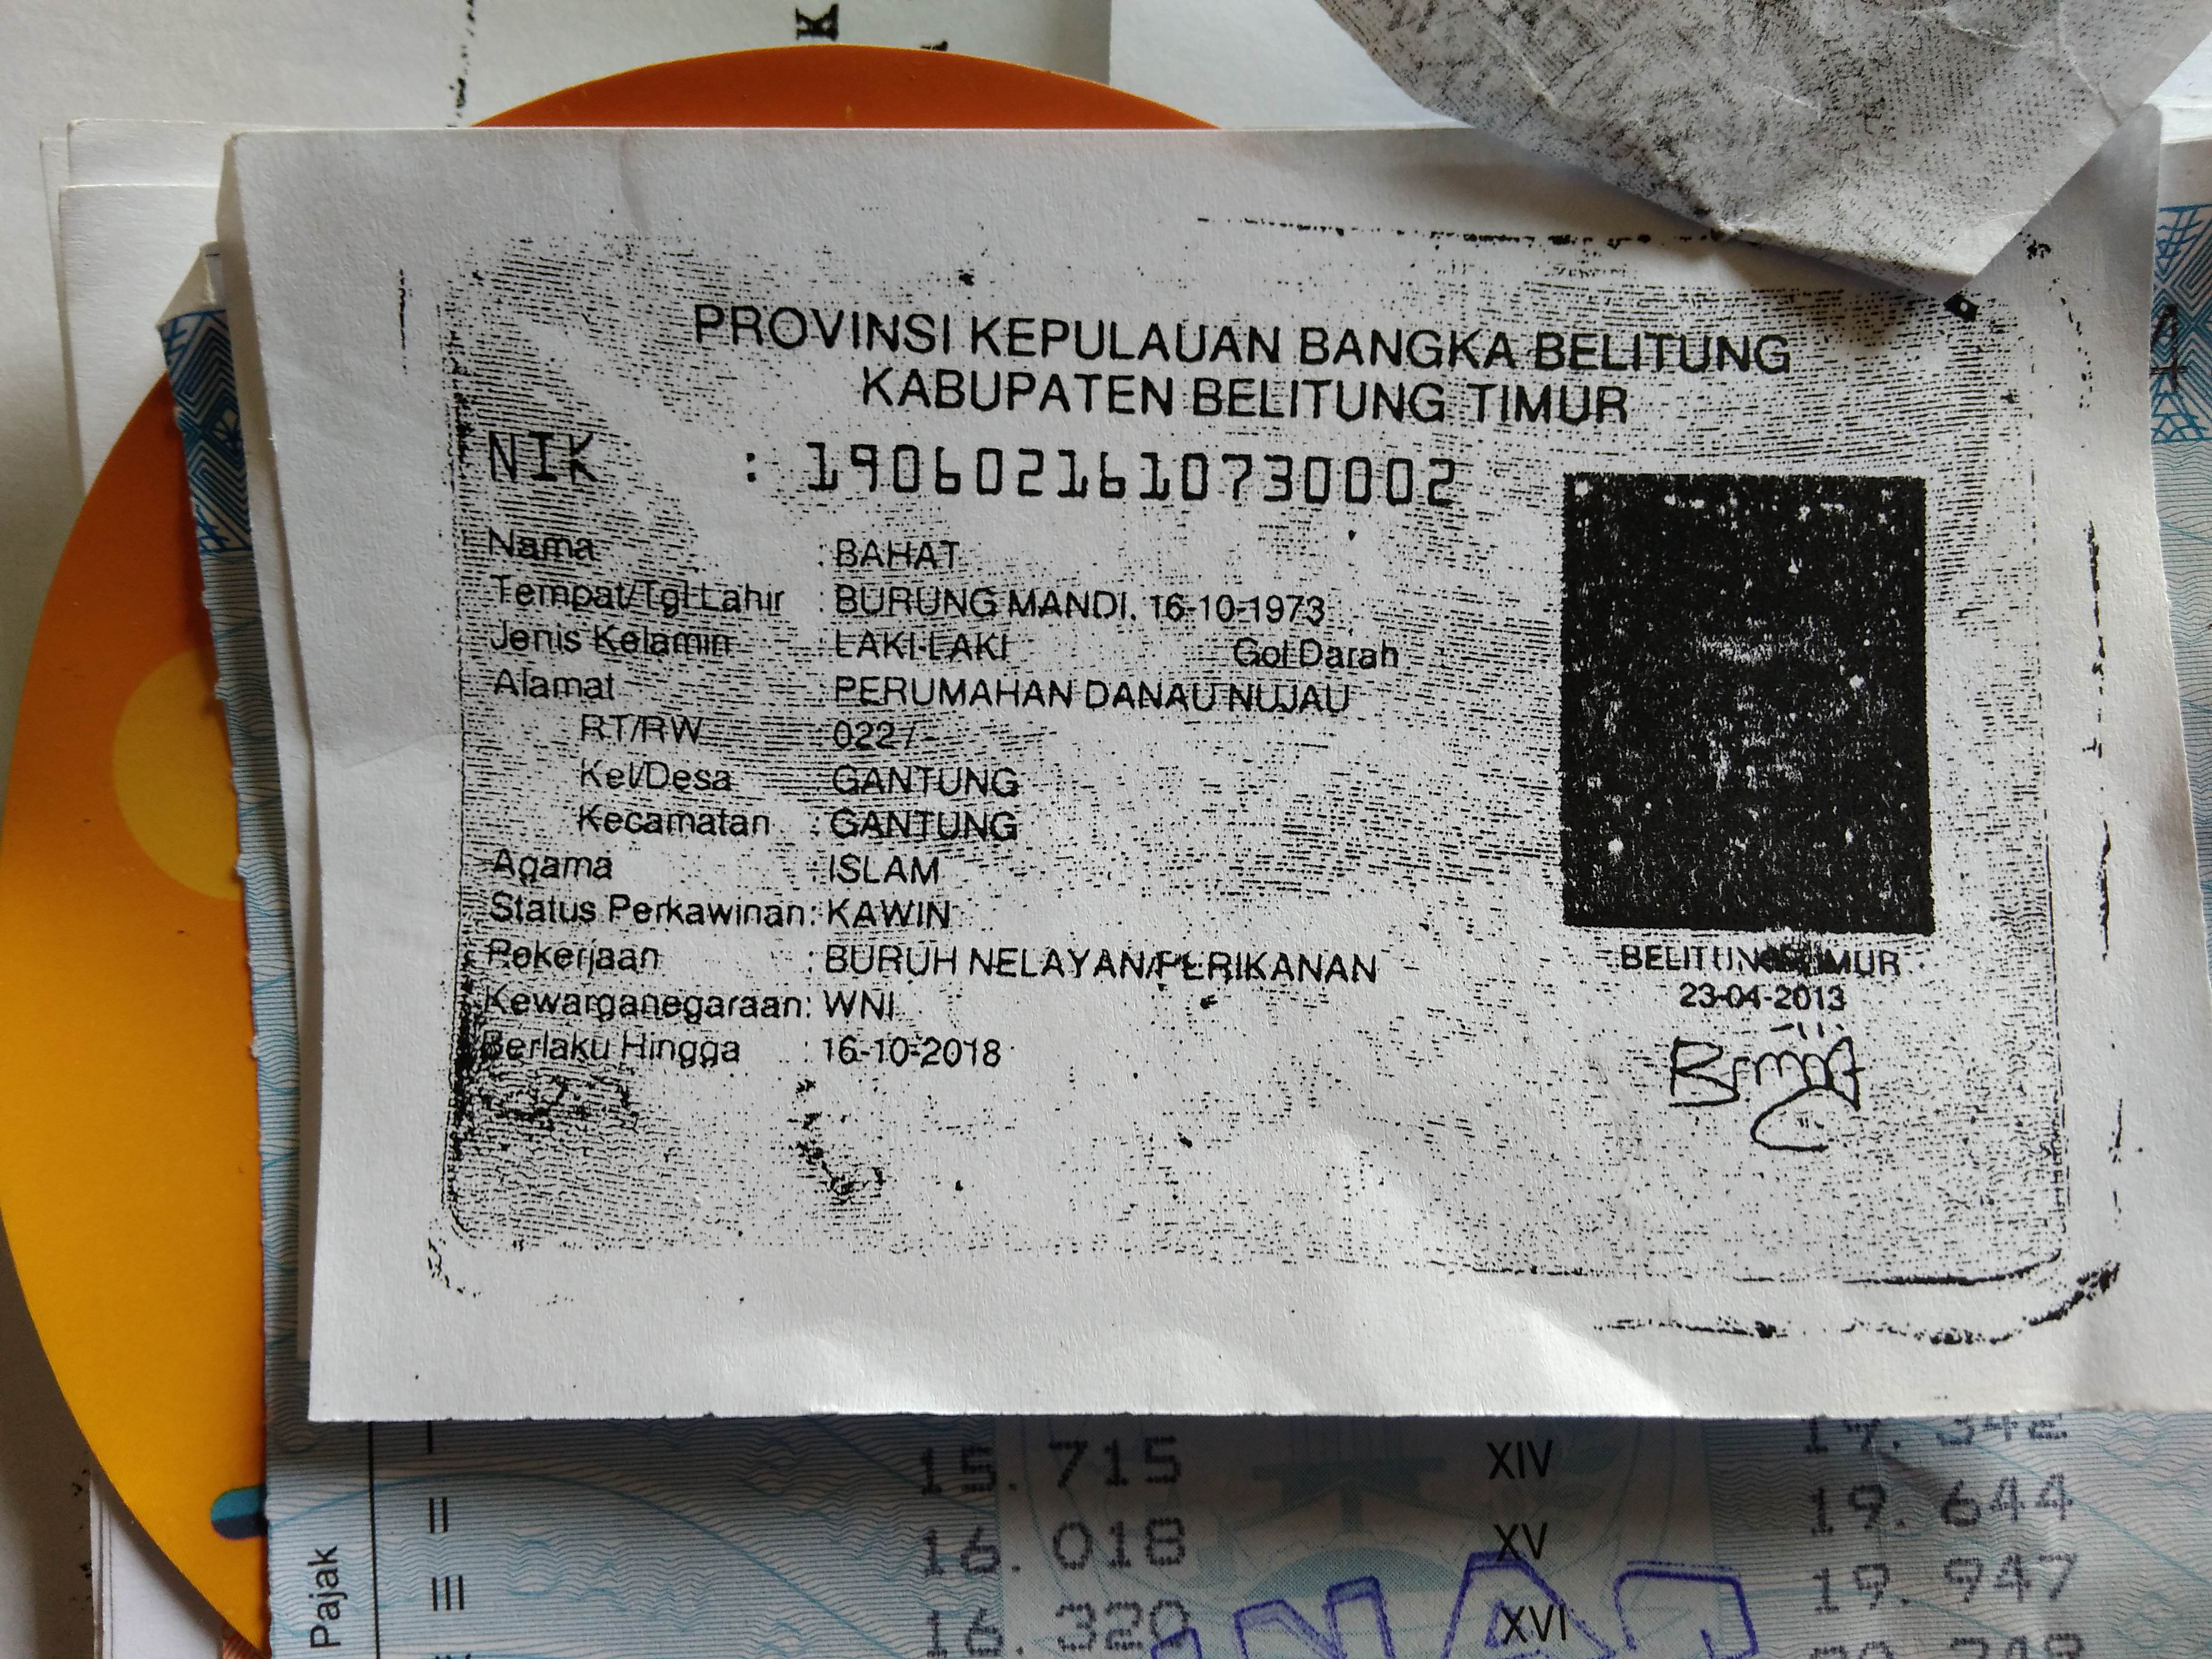 K
PROVINSI KEPULAUAN BANGKA BELITUNG
KABUPATEN BELITUNG TIMUR
NIK : 1906021610730002
Nama : BAHAT
Tempat/Tgl Lahir : BURUNG MANDI, 16-10-1973
Jenis Kelamin : LAKI-LAKI Gol Darah
Alamat : PERUMAHAN DANAU NUJAU
RT/RW : 022 / -
Kel/Desa : GANTUNG
Kecamatan : GANTUNG
Agama : ISLAM
Status Perkawinan : KAWIN
Pekerjaan : BURUH NELAYAN/PERIKANAN
Kewarganegaraan : WNI
Berlaku Hingga : 16-10-2018
BELITUNG TIMUR
23-04-2013
Pajak
I 15. 715 XIV 19. 342
II 16. 018 XV 19. 644
III 16. 320 XVI 19. 947